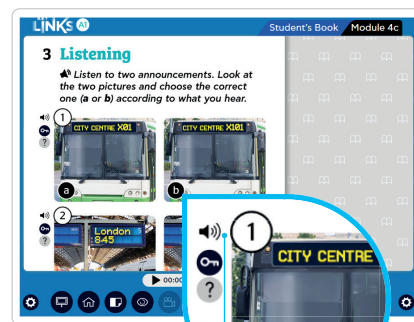 LiNKS A1
Student's Book Module 4c
3 Listening
Listen to two announcements. Look at
the two pictures and choose the correct
one (a or b) according to what you hear.
1
CITY CENTRE X01
CITY CENTRE X101
?
a
b
2
London
8:45
?
00:00
1
CITY CENTRE
?